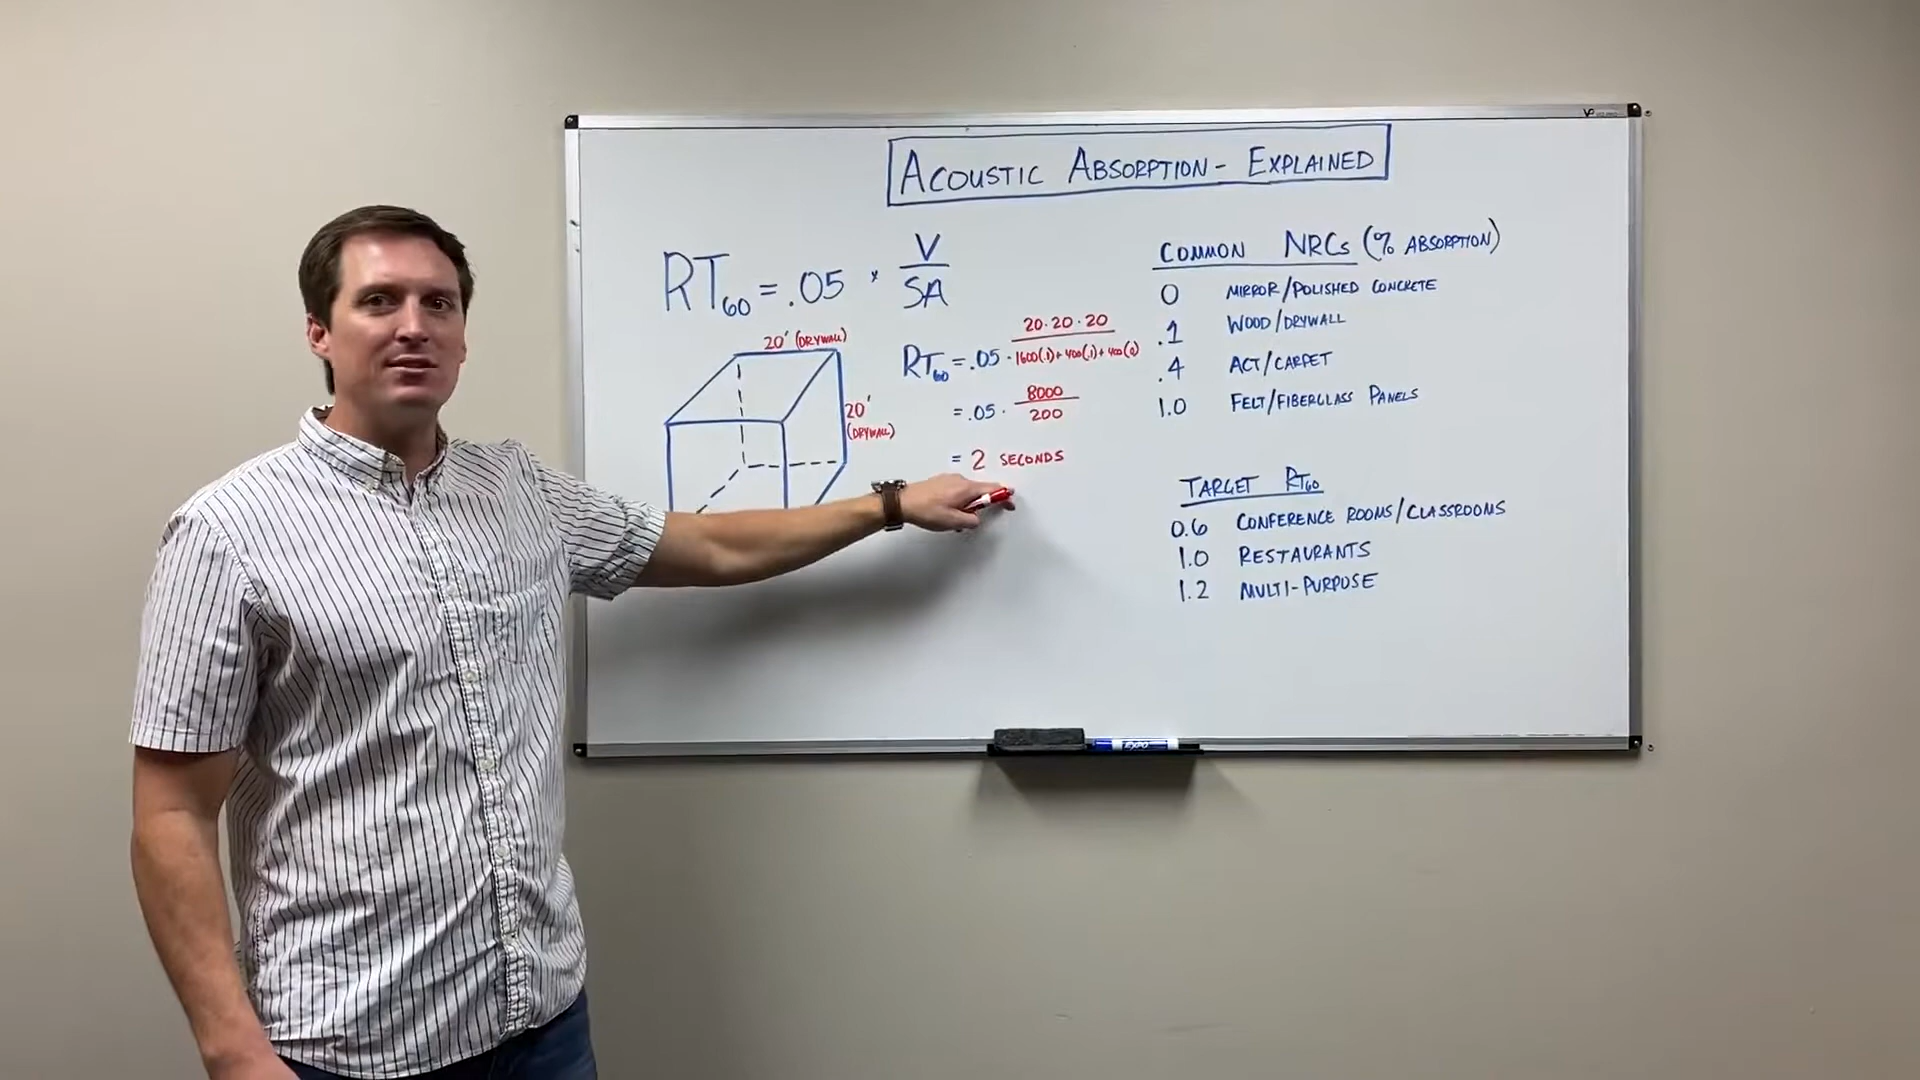 ACOUSTIC ABSORPTION - EXPLAINED
RT60 = .05 * V/SA
20' (DRYWALL)
20'
(DRYWALL)
RT60 = .05 · 20·20·20 / 1600(.1)+400(.1)+400(0)
= .05 · 8000/200
= 2 SECONDS
COMMON NRCs (% ABSORPTION)
0 MIRROR/POLISHED CONCRETE
.1 WOOD/DRYWALL
.4 ACT/CARPET
1.0 FELT/FIBERGLASS PANELS
TARGET RT60
0.6 CONFERENCE ROOMS/CLASSROOMS
1.0 RESTAURANTS
1.2 MULTI-PURPOSE
EXPO